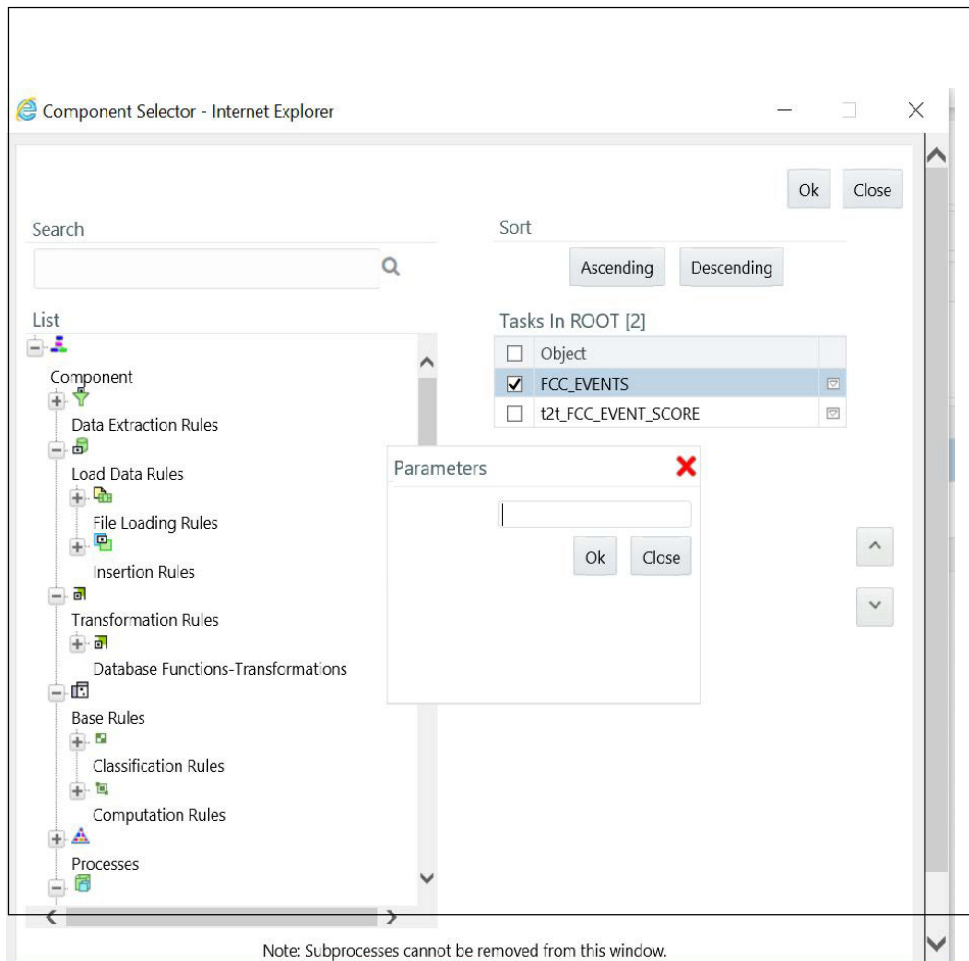 Component Selector - Internet Explorer
Ok Close
Search
Sort
Ascending Descending
List
Tasks In ROOT [2]
Object
FCC_EVENTS
t2t_FCC_EVENT_SCORE
Component
Data Extraction Rules
Load Data Rules
File Loading Rules
Insertion Rules
Transformation Rules
Database Functions-Transformations
Base Rules
Classification Rules
Computation Rules
Processes
Parameters
Ok Close
Note: Subprocesses cannot be removed from this window.